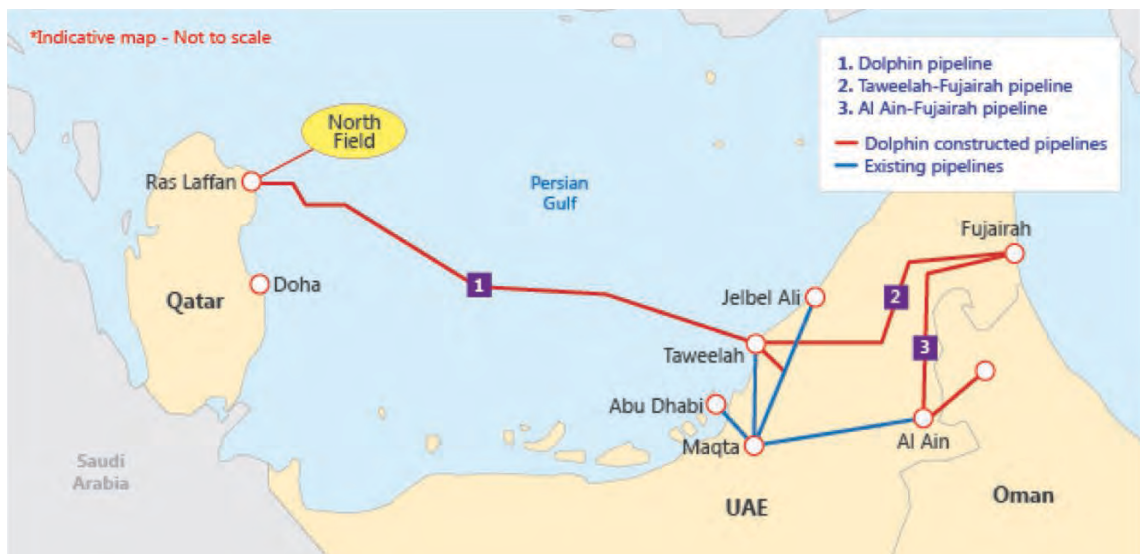 *Indicative map - Not to scale
1. Dolphin pipeline
2. Taweelah-Fujairah pipeline
3. Al Ain-Fujairah pipeline
Dolphin constructed pipelines
Existing pipelines
North
Field
Ras Laffan
Persian
Gulf
Fujairah
Doha
Qatar
1
Jelbel Ali
2
Taweelah
3
Abu Dhabi
Maqta
Al Ain
Saudi
Arabia
UAE
Oman